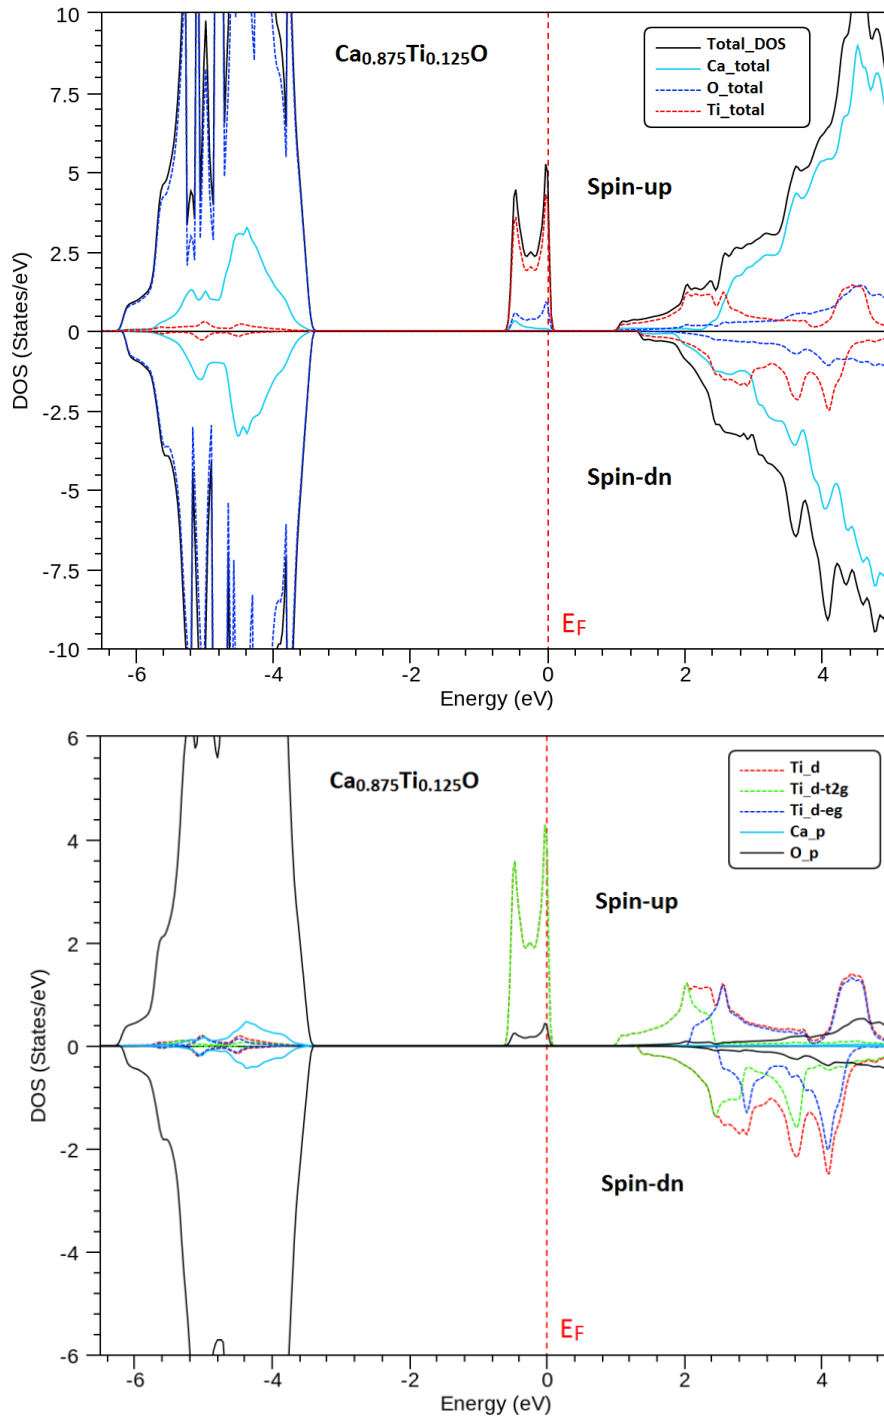 Ca0.875Ti0.125O
Total_DOS
Ca_total
O_total
Ti_total
Spin-up
Spin-dn
EF
DOS (States/eV)
10
7.5
5
2.5
0
-2.5
-5
-7.5
-10
-6
-4
-2
0
2
4
Energy (eV)
Ca0.875Ti0.125O
Ti_d
Ti_d-t2g
Ti_d-eg
Ca_p
O_p
Spin-up
Spin-dn
EF
DOS (States/eV)
6
4
2
0
-2
-4
-6
-6
-4
-2
0
2
4
Energy (eV)